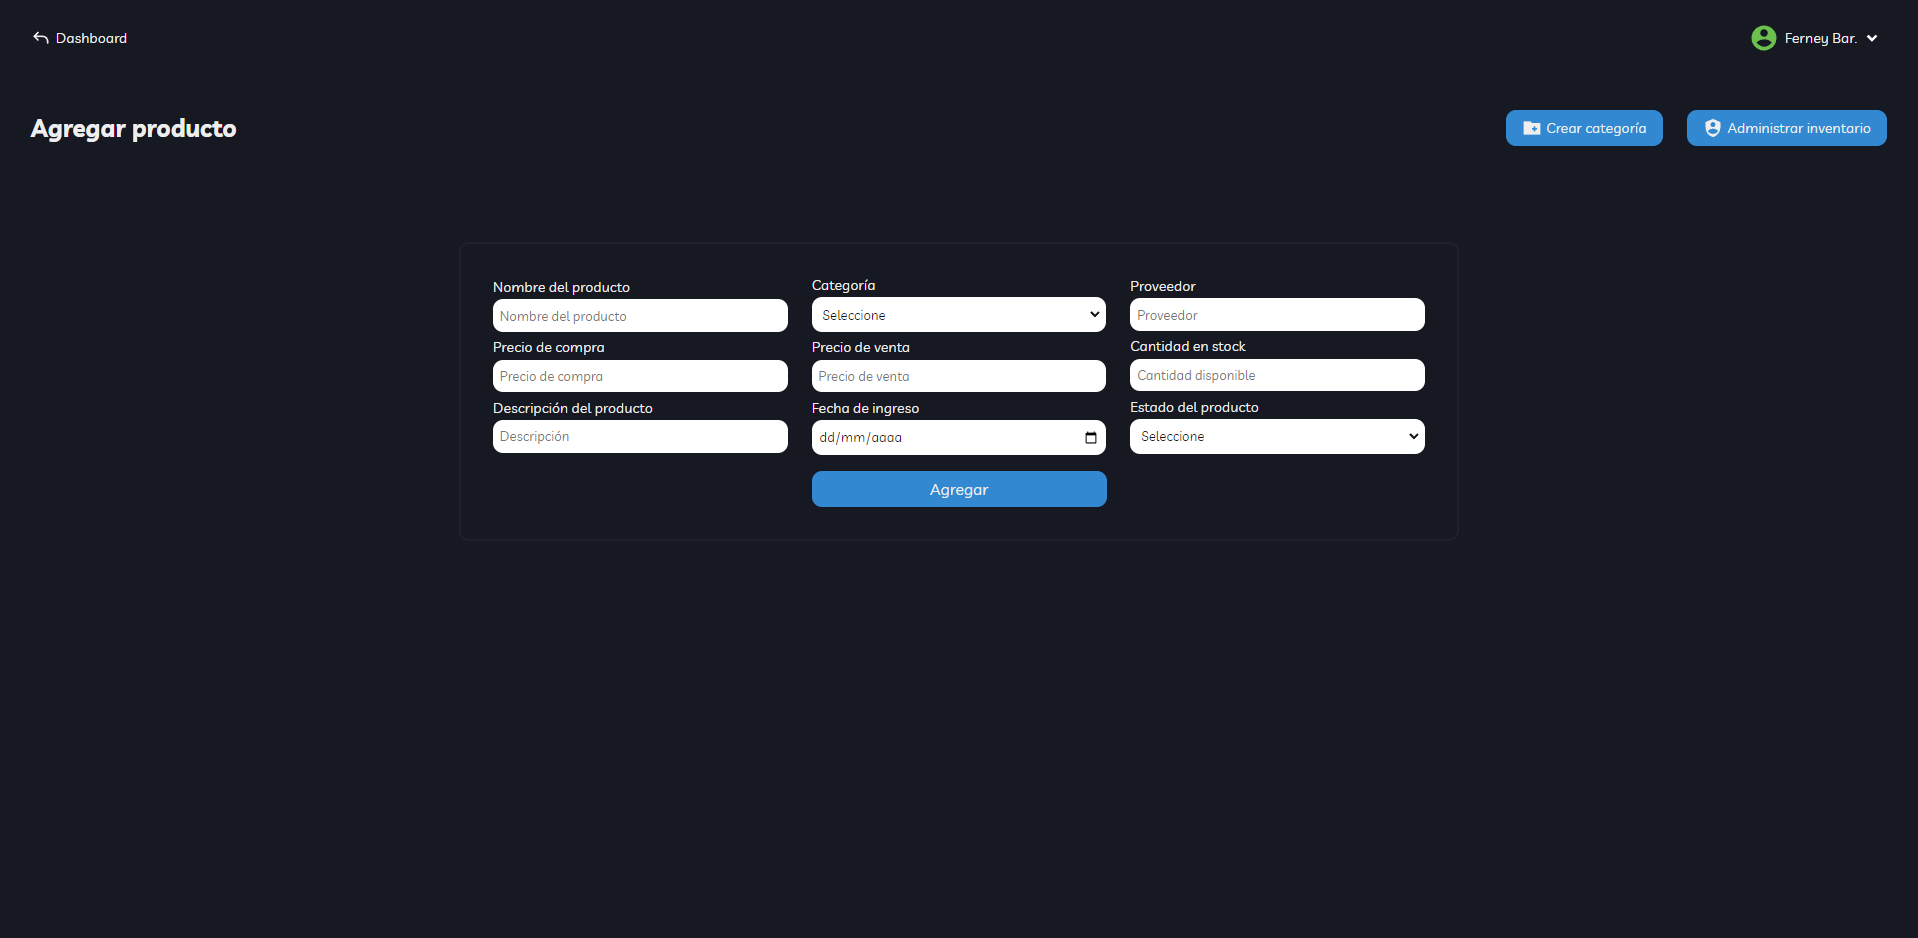 Dashboard
Ferney Bar.
Agregar producto
Crear categoría
Administrar inventario
Nombre del producto
Categoría
Proveedor
Nombre del producto
Seleccione
Proveedor
Precio de compra
Precio de venta
Cantidad en stock
Precio de compra
Precio de venta
Cantidad disponible
Descripción del producto
Fecha de ingreso
Estado del producto
Descripción
dd/mm/aaaa
Seleccione
Agregar